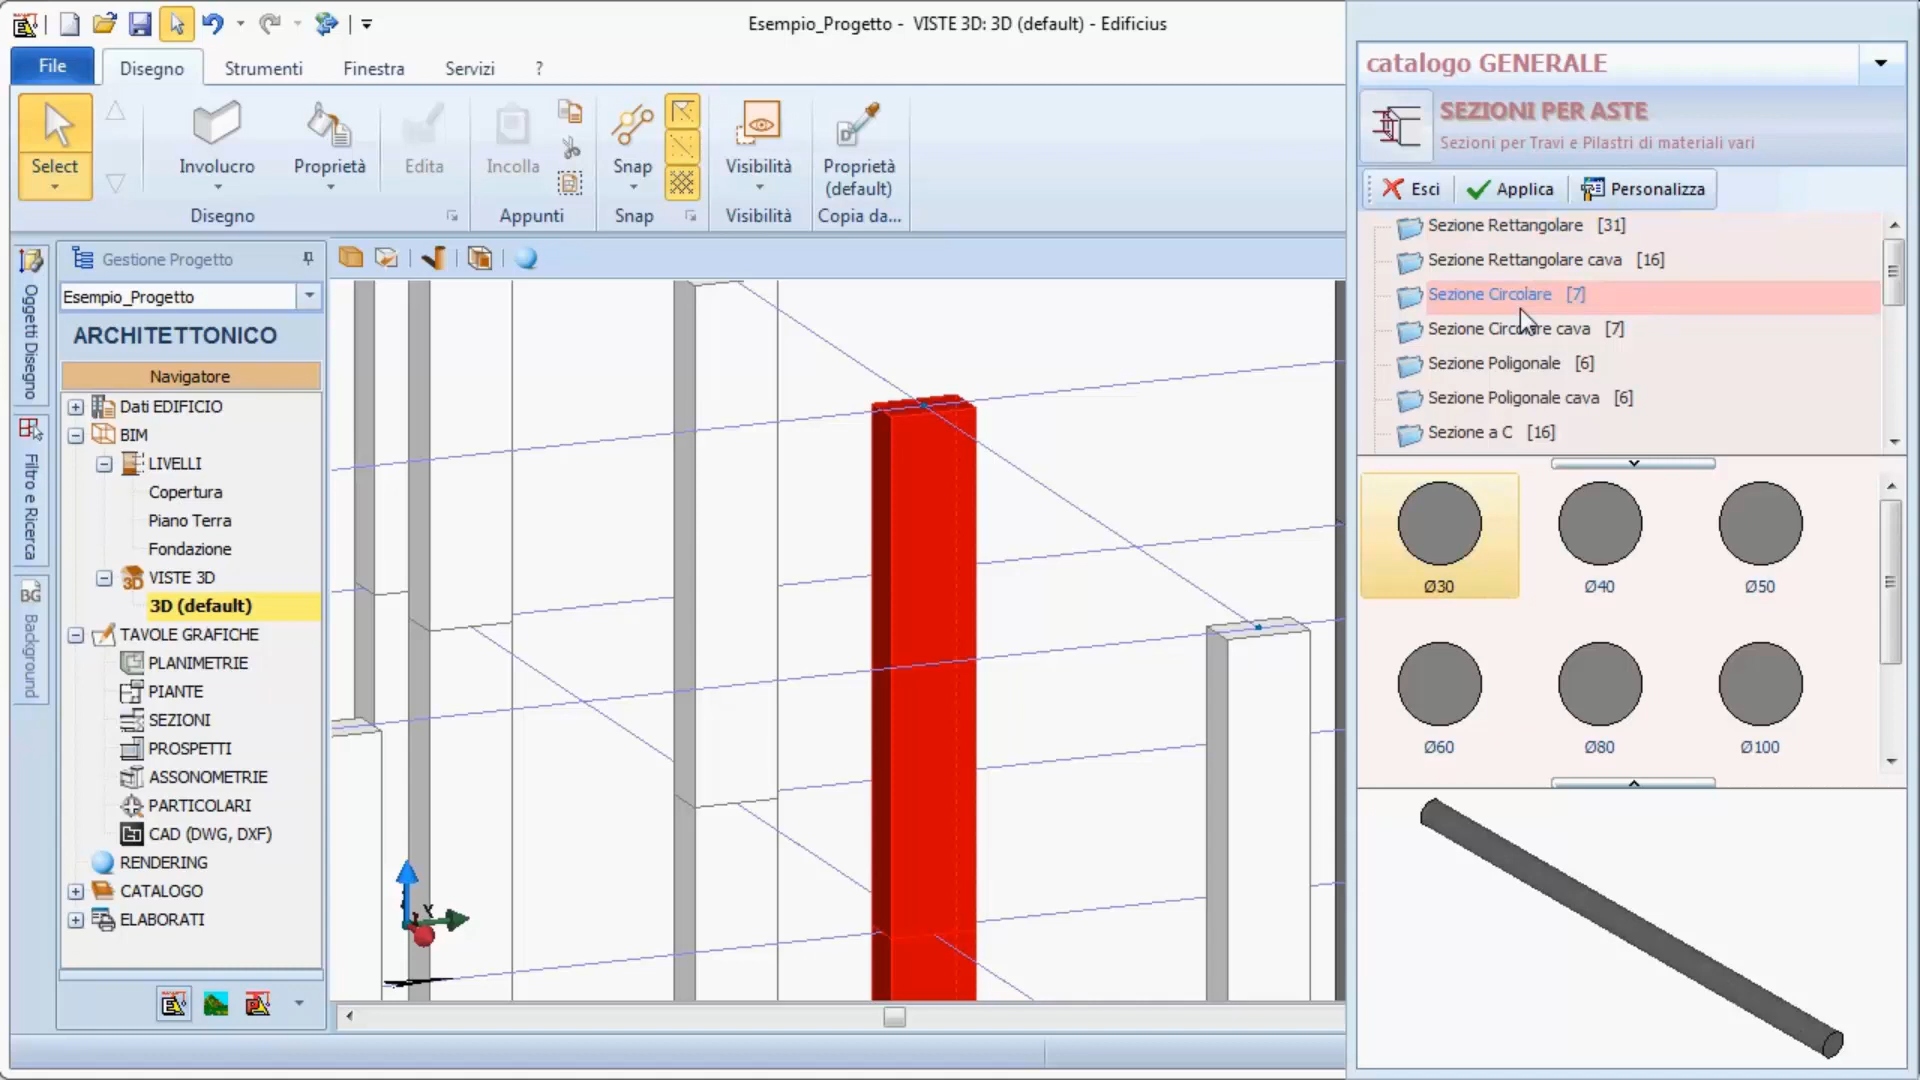 Esempio_Progetto - VISTE 3D: 3D (default) - Edificius
File
Disegno
Strumenti
Finestra
Servizi
?
Select
Involucro
Proprietà
Edita
Incolla
Snap
Visibilità
Proprietà
(default)
Disegno
Appunti
Snap
Visibilità
Copia da...
Oggetti Disegno
Filtro e Ricerca
BG
Background
Gestione Progetto
Esempio_Progetto
ARCHITETTONICO
Navigatore
Dati EDIFICIO
BIM
LIVELLI
Copertura
Piano Terra
Fondazione
VISTE 3D
3D (default)
TAVOLE GRAFICHE
PLANIMETRIE
PIANTE
SEZIONI
PROSPETTI
ASSONOMETRIE
PARTICOLARI
CAD (DWG, DXF)
RENDERING
CATALOGO
ELABORATI
X
catalogo GENERALE
SEZIONI PER ASTE
Sezioni per Travi e Pilastri di materiali vari
Esci
Applica
Personalizza
Sezione Rettangolare [31]
Sezione Rettangolare cava [16]
Sezione Circolare [7]
Sezione Circolare cava [7]
Sezione Poligonale [6]
Sezione Poligonale cava [6]
Sezione a C [16]
Ø30
Ø40
Ø50
Ø60
Ø80
Ø100